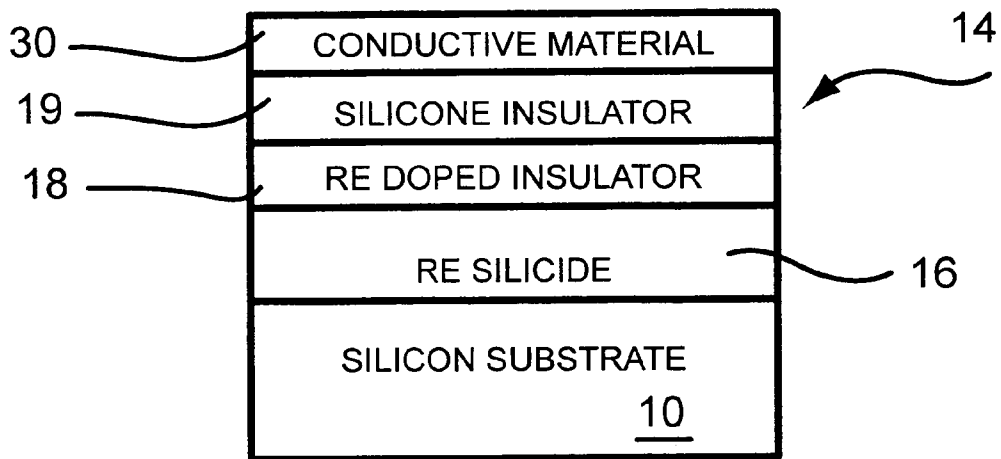 30 CONDUCTIVE MATERIAL 14
19 SILICONE INSULATOR
18 RE DOPED INSULATOR
RE SILICIDE 16
SILICON SUBSTRATE
10